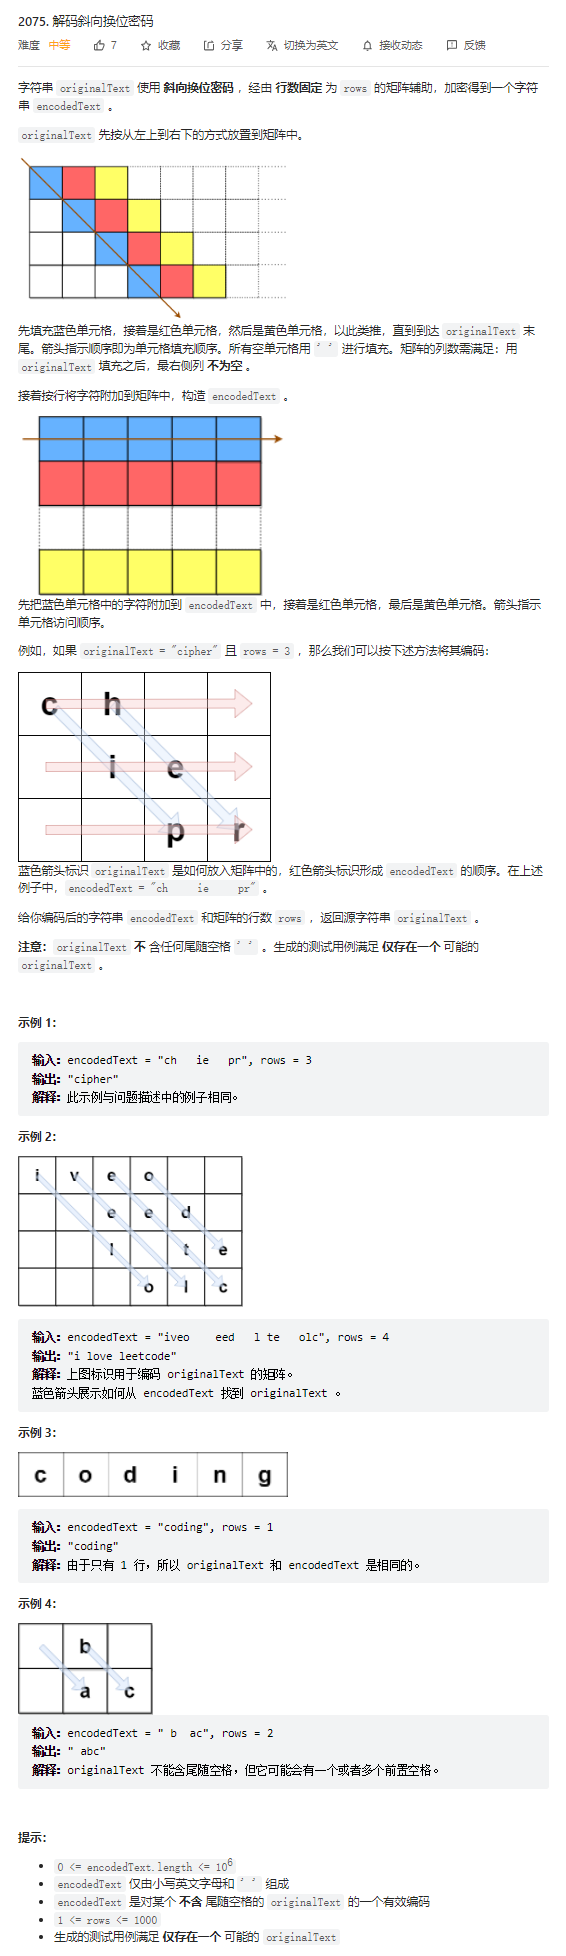 2075. 解码斜向换位密码
难度 中等 7 收藏 分享 切换为英文 接收动态 反馈
字符串 originalText 使用 斜向换位密码 ，经由 行数固定 为 rows 的矩阵辅助，加密得到一个字符
串 encodedText 。
originalText 先按从左上到右下的方式放置到矩阵中。
先填充蓝色单元格，接着是红色单元格，然后是黄色单元格，以此类推，直到到达 originalText 末
尾。箭头指示顺序即为单元格填充顺序。所有空单元格用 ' ' 进行填充。矩阵的列数需满足：用
originalText 填充之后，最右侧列 不为空 。
接着按行将字符附加到矩阵中，构造 encodedText 。
先把蓝色单元格中的字符附加到 encodedText 中，接着是红色单元格，最后是黄色单元格。箭头指示
单元格访问顺序。
例如，如果 originalText = "cipher" 且 rows = 3 ，那么我们可以按下述方法将其编码：
c h
i e
p r
蓝色箭头标识 originalText 是如何放入矩阵中的，红色箭头标识形成 encodedText 的顺序。在上述
例子中，encodedText = "ch   ie   pr" 。
给你编码后的字符串 encodedText 和矩阵的行数 rows ，返回源字符串 originalText 。
注意：originalText 不 含任何尾随空格 ' ' 。生成的测试用例满足 仅存在一个 可能的
originalText 。
示例 1：
输入：encodedText = "ch   ie   pr", rows = 3
输出："cipher"
解释：此示例与问题描述中的例子相同。
示例 2：
i v e o
e e d
l t e
o l c
输入：encodedText = "iveo    eed   l te   olc", rows = 4
输出："i love leetcode"
解释：上图标识用于编码 originalText 的矩阵。
蓝色箭头展示如何从 encodedText 找到 originalText 。
示例 3：
c o d i n g
输入：encodedText = "coding", rows = 1
输出："coding"
解释：由于只有 1 行，所以 originalText 和 encodedText 是相同的。
示例 4：
b
a c
输入：encodedText = " b  ac", rows = 2
输出：" abc"
解释：originalText 不能含尾随空格，但它可能会有一个或者多个前置空格。
提示：
0 <= encodedText.length <= 10⁶
encodedText 仅由小写英文字母和 ' ' 组成
encodedText 是对某个 不含 尾随空格的 originalText 的一个有效编码
1 <= rows <= 1000
生成的测试用例满足 仅存在一个 可能的 originalText